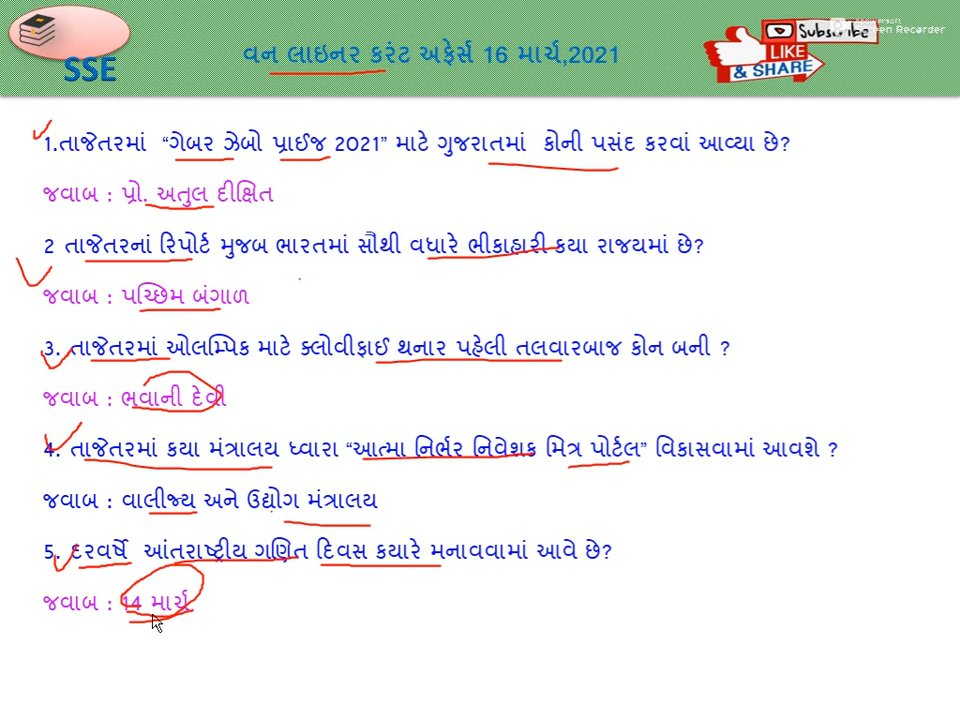 SSE
વન લાઇનર કરંટ અફેર્સ 16 માર્ચ,2021
Subscribe
LIKE
& SHARE
1.તાજેતરમાં “ગેબર ઝેબો પ્રાઈજ 2021” માટે ગુજરાતમાં કોની પસંદ કરવાં આવ્યા છે?
જવાબ : પ્રો. અતુલ દીક્ષિત
2 તાજેતરનાં રિપોર્ટ મુજબ ભારતમાં સૌથી વધારે ભીકાહારી કયા રાજયમાં છે?
જવાબ : પચ્છિમ બંગાળ
3. તાજેતરમાં ઓલમ્પિક માટે ક્લોવીફાઈ થનાર પહેલી તલવારબાજ કોન બની ?
જવાબ : ભવાની દેવી
4. તાજેતરમાં કયા મંત્રાલય ધ્વારા “આત્મા નિર્ભર નિવેશક મિત્ર પોર્ટલ” વિકાસવામાં આવશે ?
જવાબ : વાલીજ્ય અને ઉદ્યોગ મંત્રાલય
5. દરવર્ષે આંતરાષ્ટ્રીય ગણિત દિવસ કયારે મનાવવામાં આવે છે?
જવાબ : 14 માર્ચ